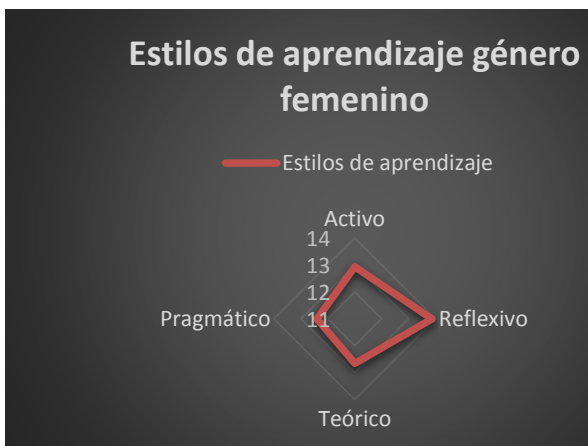 Estilos de aprendizaje género
femenino
Estilos de aprendizaje
Activo
14
13
12
Pragmático 11 Reflexivo
Teórico